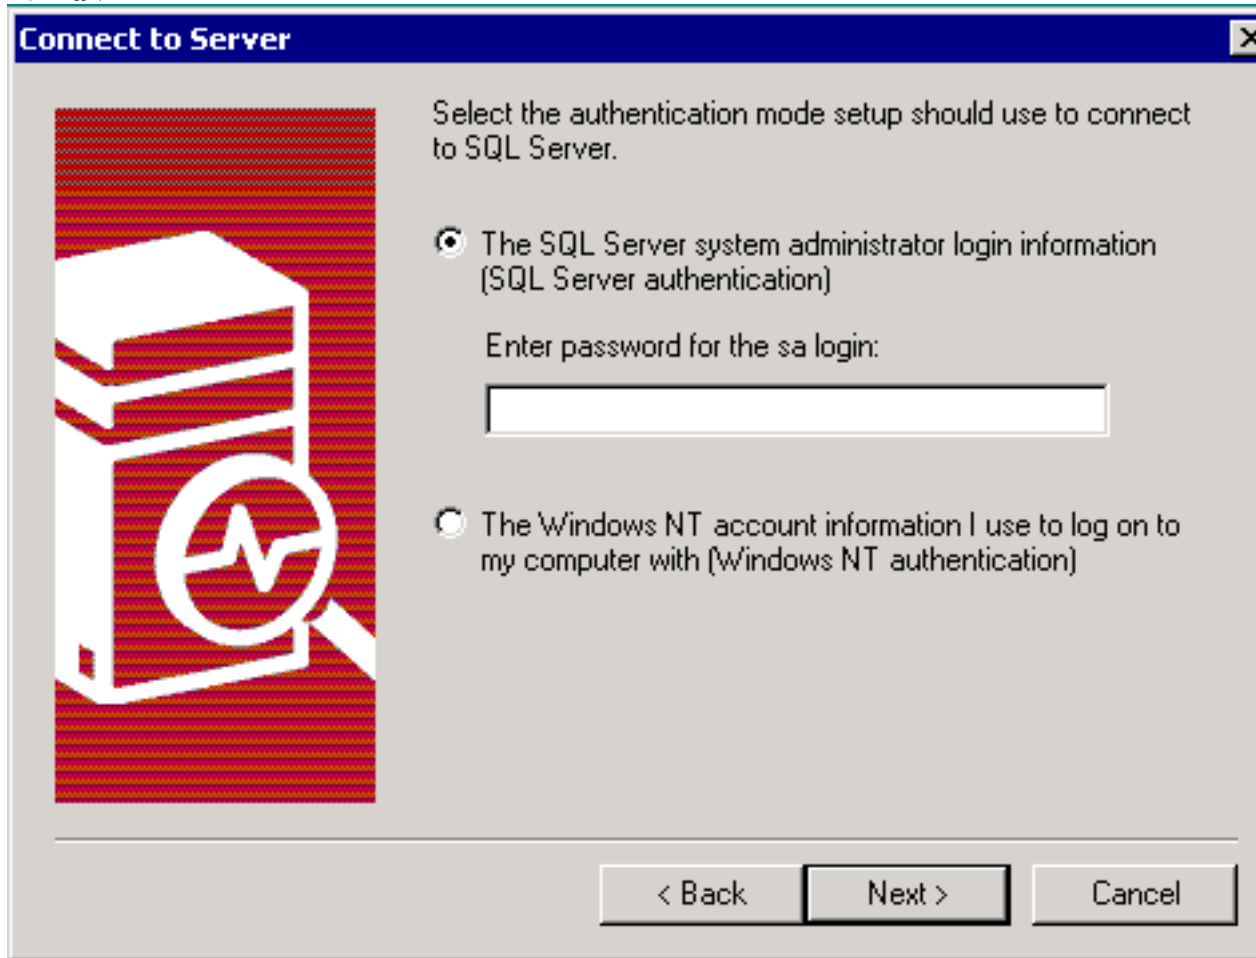 Connect to Server
Select the authentication mode setup should use to connect
to SQL Server.
The SQL Server system administrator login information
(SQL Server authentication)
Enter password for the sa login:
The Windows NT account information I use to log on to
my computer with (Windows NT authentication)
< Back
Next >
Cancel